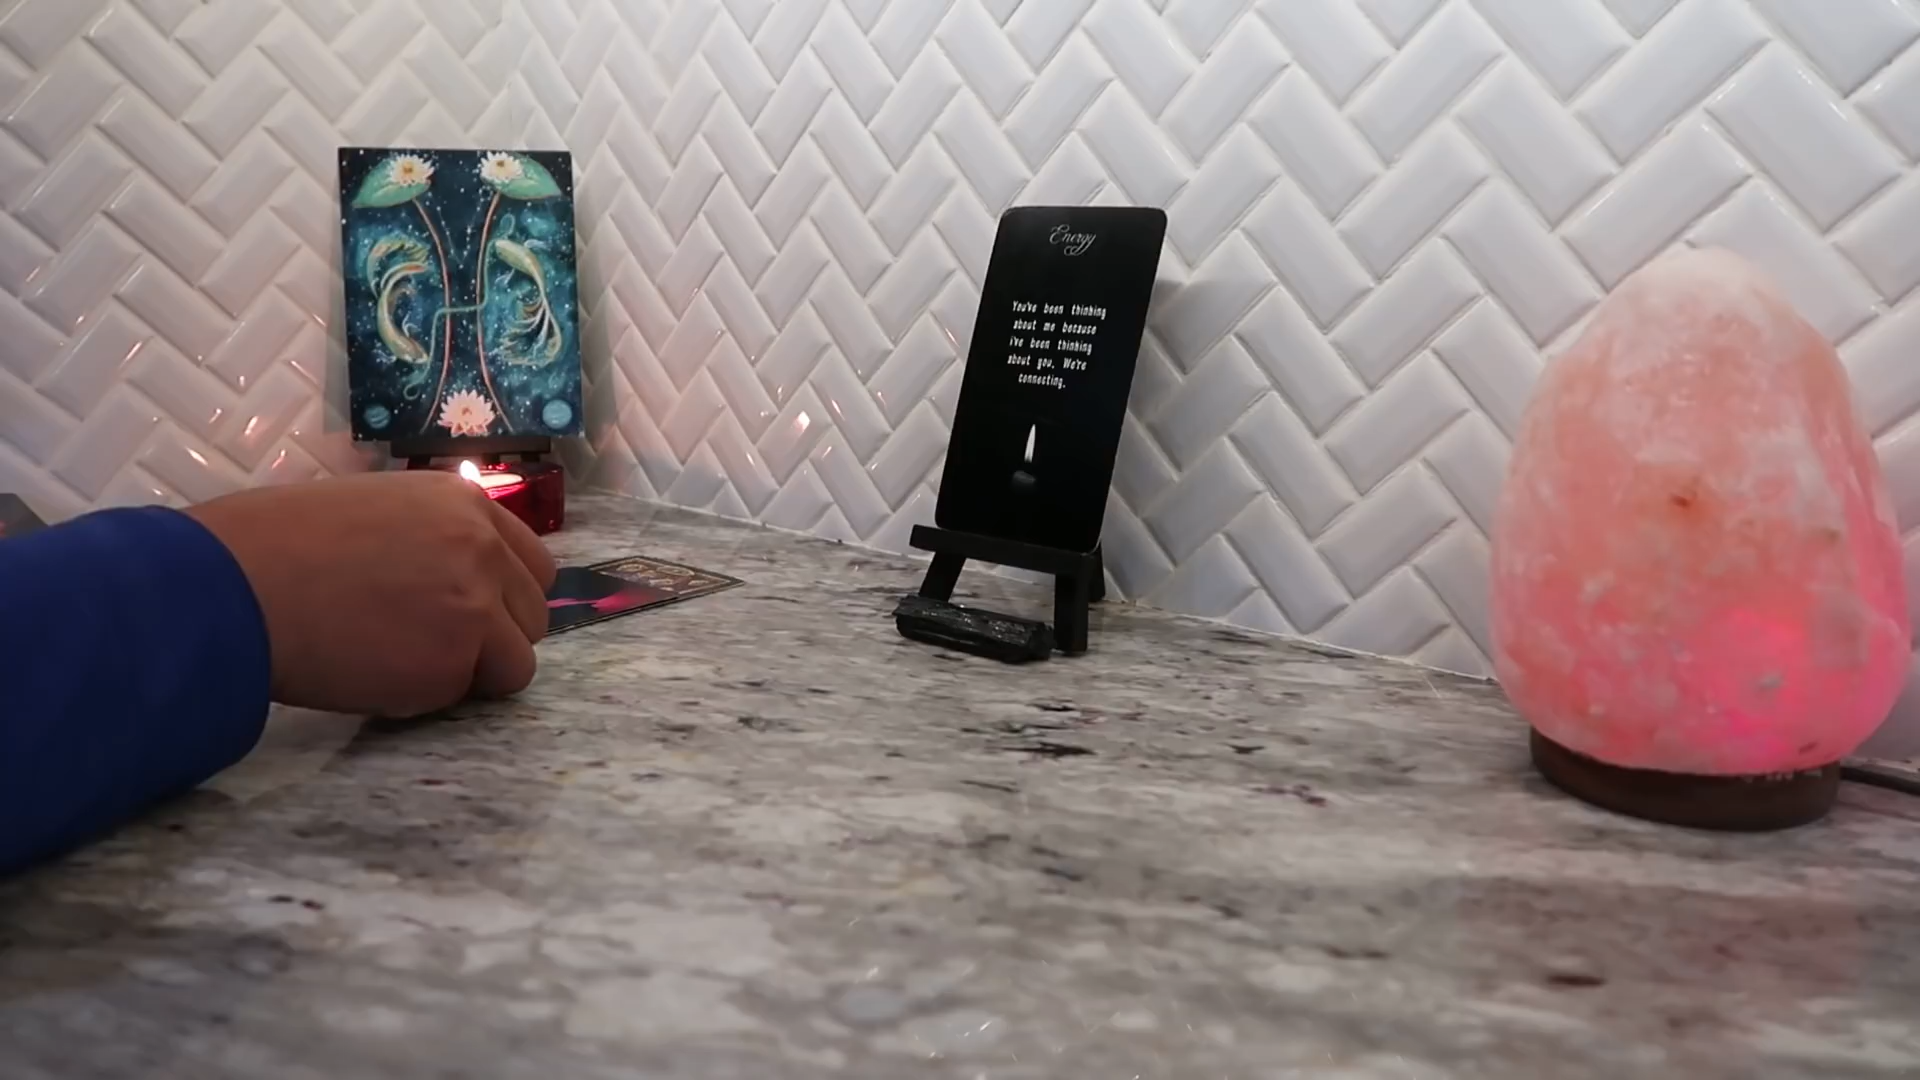 Energy
You've been thinking
about me because
i've been thinking
about you. We're
connecting.